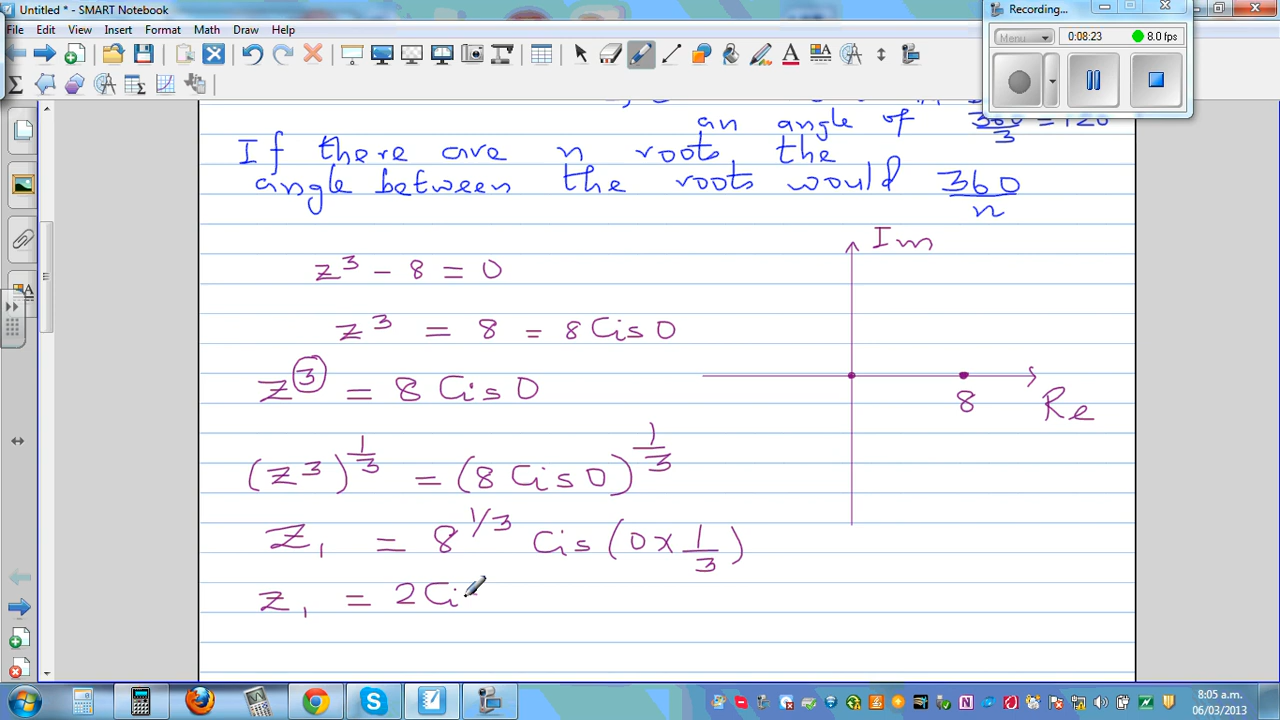 Untitled * - SMART Notebook
File Edit View Insert Format Math Draw Help
Recording...
Menu
0:08:23 8.0 fps
an angle of 360/3 = 120
If there are n roots, the
angle between the roots would 360/n
z³ - 8 = 0
z³ = 8 = 8 Cis 0
z³ = 8 Cis 0
(z³)^1/3 = (8 Cis 0)^1/3
z₁ = 8^1/3 Cis (0 x 1/3)
z₁ = 2 Ci
Im
8
Re
8:05 a.m.
06/03/2013